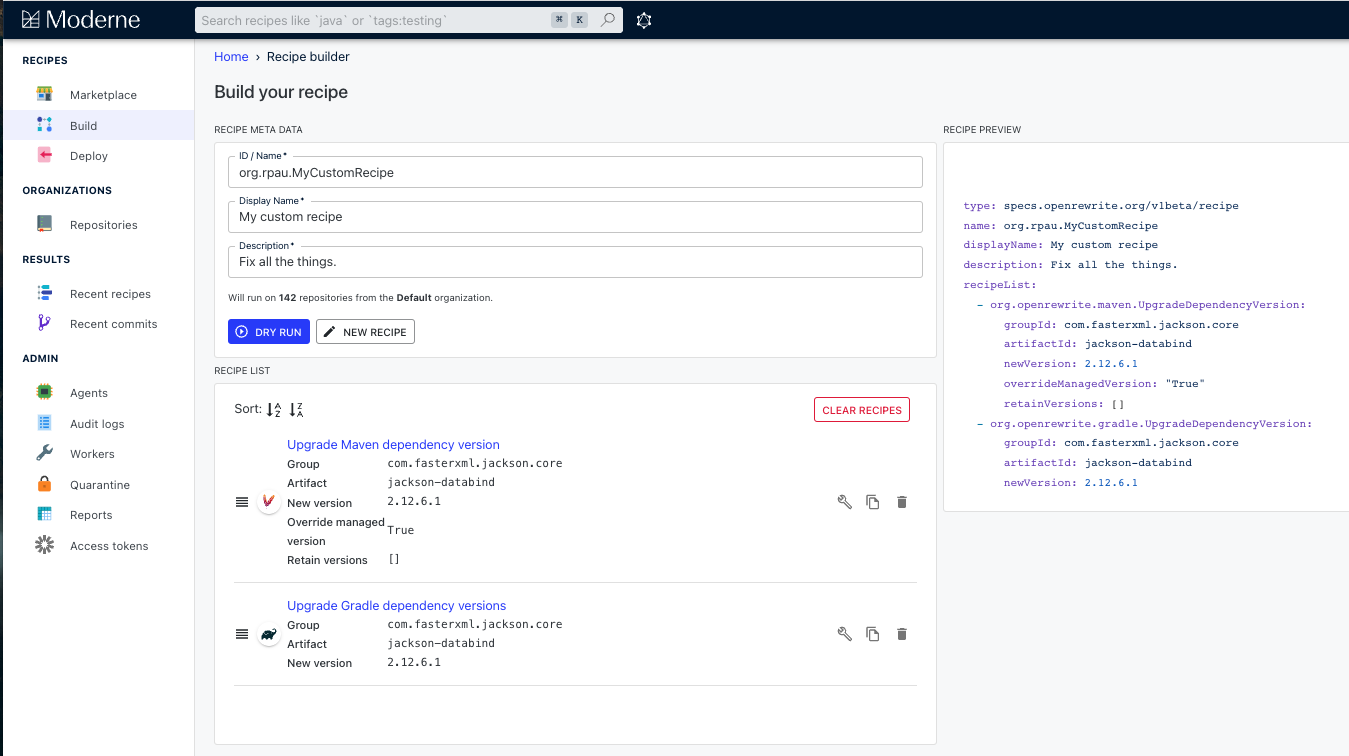 Moderne
Search recipes like `java` or `tags:testing`
⌘ K
RECIPES
Marketplace
Build
Deploy
ORGANIZATIONS
Repositories
RESULTS
Recent recipes
Recent commits
ADMIN
Agents
Audit logs
Workers
Quarantine
Reports
Access tokens
Home › Recipe builder
Build your recipe
RECIPE META DATA
ID / Name*
org.rpau.MyCustomRecipe
Display Name*
My custom recipe
Description*
Fix all the things.
Will run on 142 repositories from the Default organization.
DRY RUN
NEW RECIPE
RECIPE LIST
Sort: A Z Z A
CLEAR RECIPES
Upgrade Maven dependency version
Group com.fasterxml.jackson.core
Artifact jackson-databind
New version 2.12.6.1
Override managed version True
Retain versions []
Upgrade Gradle dependency versions
Group com.fasterxml.jackson.core
Artifact jackson-databind
New version 2.12.6.1
RECIPE PREVIEW
type: specs.openrewrite.org/v1beta/recipe
name: org.rpau.MyCustomRecipe
displayName: My custom recipe
description: Fix all the things.
recipeList:
- org.openrewrite.maven.UpgradeDependencyVersion:
groupId: com.fasterxml.jackson.core
artifactId: jackson-databind
newVersion: 2.12.6.1
overrideManagedVersion: "True"
retainVersions: []
- org.openrewrite.gradle.UpgradeDependencyVersion:
groupId: com.fasterxml.jackson.core
artifactId: jackson-databind
newVersion: 2.12.6.1